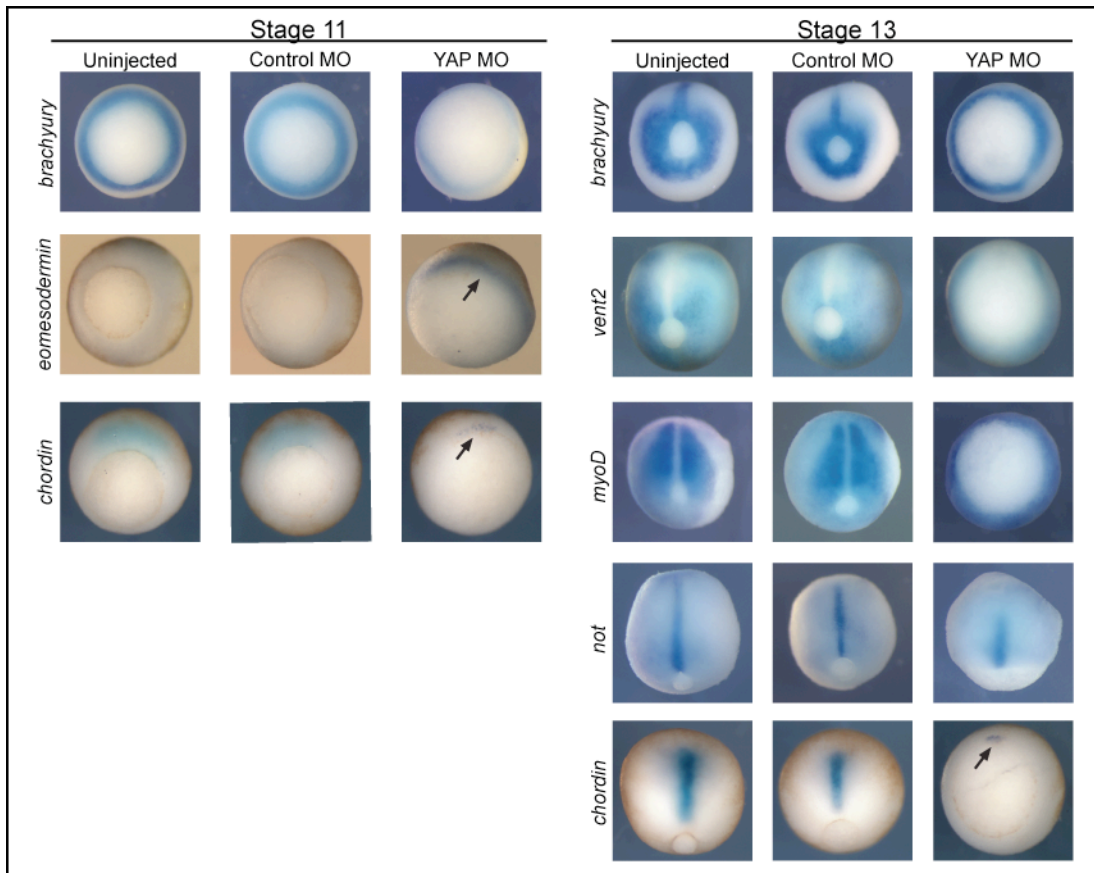 Stage 11
Uninjected Control MO YAP MO
brachyury
eomesodermin
chordin
Stage 13
Uninjected Control MO YAP MO
brachyury
vent2
myoD
not
chordin